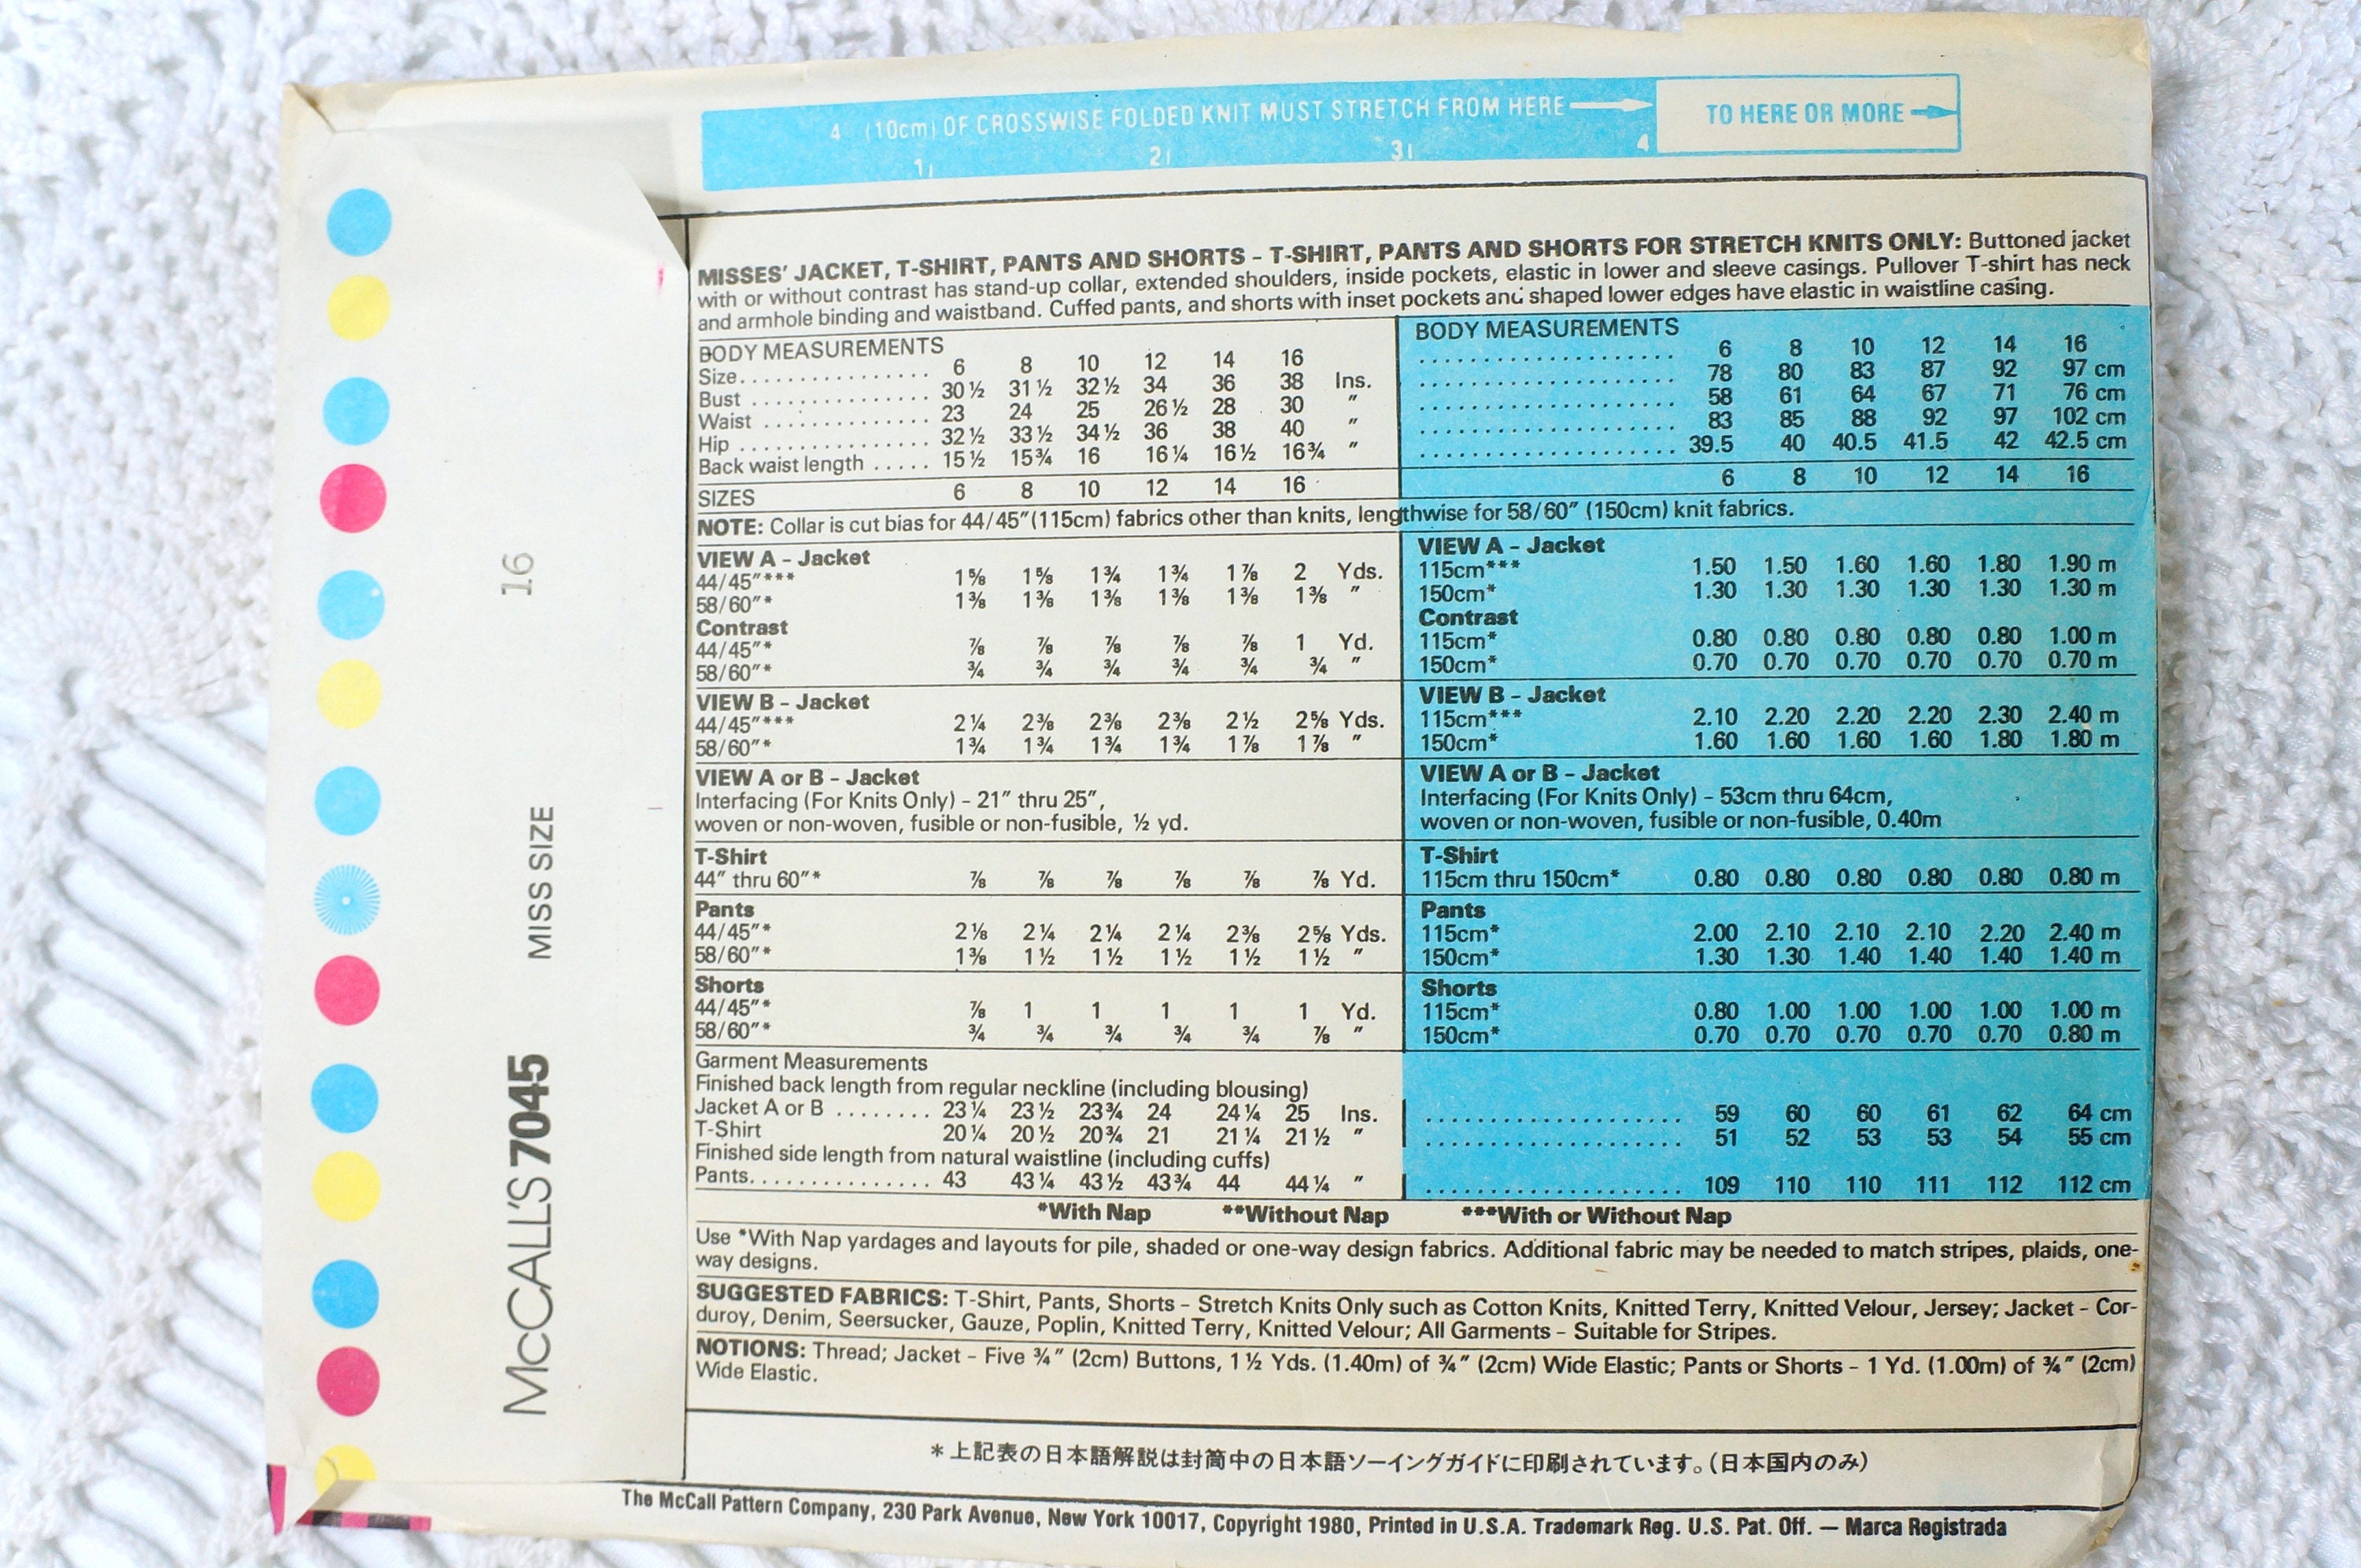 4 (10cm) OF CROSSWISE FOLDED KNIT MUST STRETCH FROM HERE
TO HERE OR MORE
1 2 3 4
MISSES' JACKET, T-SHIRT, PANTS AND SHORTS – T-SHIRT, PANTS AND SHORTS FOR STRETCH KNITS ONLY: Buttoned jacket
with or without contrast has stand-up collar, extended shoulders, inside pockets, elastic in lower and sleeve casings. Pullover T-shirt has neck
and armhole binding and waistband. Cuffed pants, and shorts with inset pockets and shaped lower edges have elastic in waistline casing.
BODY MEASUREMENTS
Size................ 6 8 10 12 14 16
Bust ............... 30½ 31½ 32½ 34 36 38 Ins.
Waist .............. 23 24 25 26½ 28 30 "
Hip ................ 32½ 33½ 34½ 36 38 40 "
Back waist length ..... 15½ 15¾ 16 16¼ 16½ 16¾ "
SIZES 6 8 10 12 14 16
BODY MEASUREMENTS
...................... 6 8 10 12 14 16
...................... 78 80 83 87 92 97 cm
...................... 58 61 64 67 71 76 cm
...................... 83 85 88 92 97 102 cm
...................... 39.5 40 40.5 41.5 42 42.5 cm
6 8 10 12 14 16
NOTE: Collar is cut bias for 44/45"(115cm) fabrics other than knits, lengthwise for 58/60" (150cm) knit fabrics.
VIEW A – Jacket
44/45"*** 1⅝ 1⅝ 1¾ 1¾ 1⅞ 2 Yds.
58/60"* 1⅜ 1⅜ 1⅜ 1⅜ 1⅜ 1⅜ "
Contrast
44/45"* ⅞ ⅞ ⅞ ⅞ ⅞ 1 Yd.
58/60"* ¾ ¾ ¾ ¾ ¾ ¾ "
VIEW B – Jacket
44/45"*** 2¼ 2⅜ 2⅜ 2⅜ 2½ 2⅝ Yds.
58/60"* 1¾ 1¾ 1¾ 1¾ 1⅞ 1⅞ "
VIEW A or B – Jacket
Interfacing (For Knits Only) – 21" thru 25",
woven or non-woven, fusible or non-fusible, ½ yd.
T-Shirt
44" thru 60"* ⅞ ⅞ ⅞ ⅞ ⅞ ⅞ Yd.
Pants
44/45"* 2⅛ 2¼ 2¼ 2¼ 2⅜ 2⅝ Yds.
58/60"* 1⅜ 1½ 1½ 1½ 1½ 1½ "
Shorts
44/45"* ⅞ 1 1 1 1 1 Yd.
58/60"* ¾ ¾ ¾ ¾ ¾ ⅞ "
Garment Measurements
Finished back length from regular neckline (including blousing)
Jacket A or B ........ 23¼ 23½ 23¾ 24 24¼ 25 Ins.
T-Shirt 20¼ 20½ 20¾ 21 21¼ 21½ "
Finished side length from natural waistline (including cuffs)
Pants............... 43 43¼ 43½ 43¾ 44 44¼ "
VIEW A – Jacket
115cm*** 1.50 1.50 1.60 1.60 1.80 1.90 m
150cm* 1.30 1.30 1.30 1.30 1.30 1.30 m
Contrast
115cm* 0.80 0.80 0.80 0.80 0.80 1.00 m
150cm* 0.70 0.70 0.70 0.70 0.70 0.70 m
VIEW B – Jacket
115cm*** 2.10 2.20 2.20 2.20 2.30 2.40 m
150cm* 1.60 1.60 1.60 1.60 1.80 1.80 m
VIEW A or B – Jacket
Interfacing (For Knits Only) – 53cm thru 64cm,
woven or non-woven, fusible or non-fusible, 0.40m
T-Shirt
115cm thru 150cm* 0.80 0.80 0.80 0.80 0.80 0.80 m
Pants
115cm* 2.00 2.10 2.10 2.10 2.20 2.40 m
150cm* 1.30 1.30 1.40 1.40 1.40 1.40 m
Shorts
115cm* 0.80 1.00 1.00 1.00 1.00 1.00 m
150cm* 0.70 0.70 0.70 0.70 0.70 0.80 m
...................... 59 60 60 61 62 64 cm
...................... 51 52 53 53 54 55 cm
...................... 109 110 110 111 112 112 cm
*With Nap **Without Nap ***With or Without Nap
Use *With Nap yardages and layouts for pile, shaded or one-way design fabrics. Additional fabric may be needed to match stripes, plaids, one-
way designs.
SUGGESTED FABRICS: T-Shirt, Pants, Shorts – Stretch Knits Only such as Cotton Knits, Knitted Terry, Knitted Velour, Jersey; Jacket – Cor-
duroy, Denim, Seersucker, Gauze, Poplin, Knitted Terry, Knitted Velour; All Garments – Suitable for Stripes.
NOTIONS: Thread; Jacket – Five ¾" (2cm) Buttons, 1½ Yds. (1.40m) of ¾" (2cm) Wide Elastic; Pants or Shorts – 1 Yd. (1.00m) of ¾" (2cm)
Wide Elastic.
*上記表の日本語解説は封筒中の日本語ソーイングガイドに印刷されています。(日本国内のみ)
The McCall Pattern Company, 230 Park Avenue, New York 10017, Copyright 1980, Printed in U.S.A. Trademark Reg. U.S. Pat. Off. — Marca Registrada
McCALL'S 7045 MISS SIZE 16